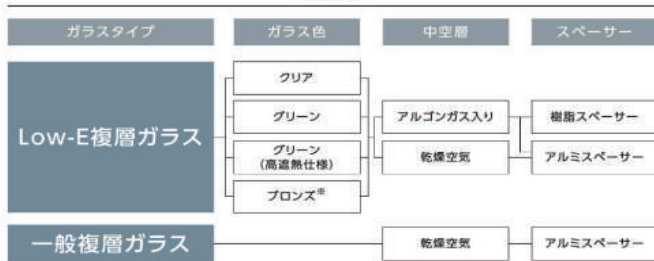 ガラスタイプ ガラス色 中空層 スペーサー
Low-E複層ガラス
クリア
グリーン
グリーン
(高遮熱仕様)
ブロンズ※
アルゴンガス入り
乾燥空気
樹脂スペーサー
アルミスペーサー
一般複層ガラス 乾燥空気 アルミスペーサー